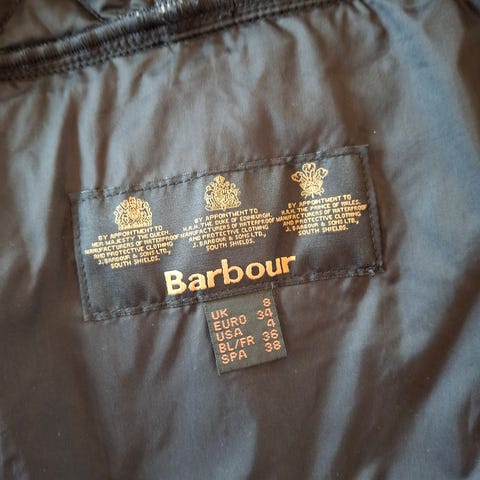 BY APPOINTMENT TO
HER MAJESTY THE QUEEN
MANUFACTURERS OF WATERPROOF
AND PROTECTIVE CLOTHING
J. BARBOUR & SONS LTD.,
SOUTH SHIELDS.
BY APPOINTMENT TO
H.R.H. THE DUKE OF EDINBURGH,
MANUFACTURERS OF WATERPROOF
AND PROTECTIVE CLOTHING
J. BARBOUR & SONS LTD.,
SOUTH SHIELDS.
BY APPOINTMENT TO
H.R.H. THE PRINCE OF WALES,
MANUFACTURERS OF WATERPROOF
AND PROTECTIVE CLOTHING
J. BARBOUR & SONS LTD.,
SOUTH SHIELDS.
Barbour
UK 8
EURO 34
USA 4
BL/FR 36
SPA 38